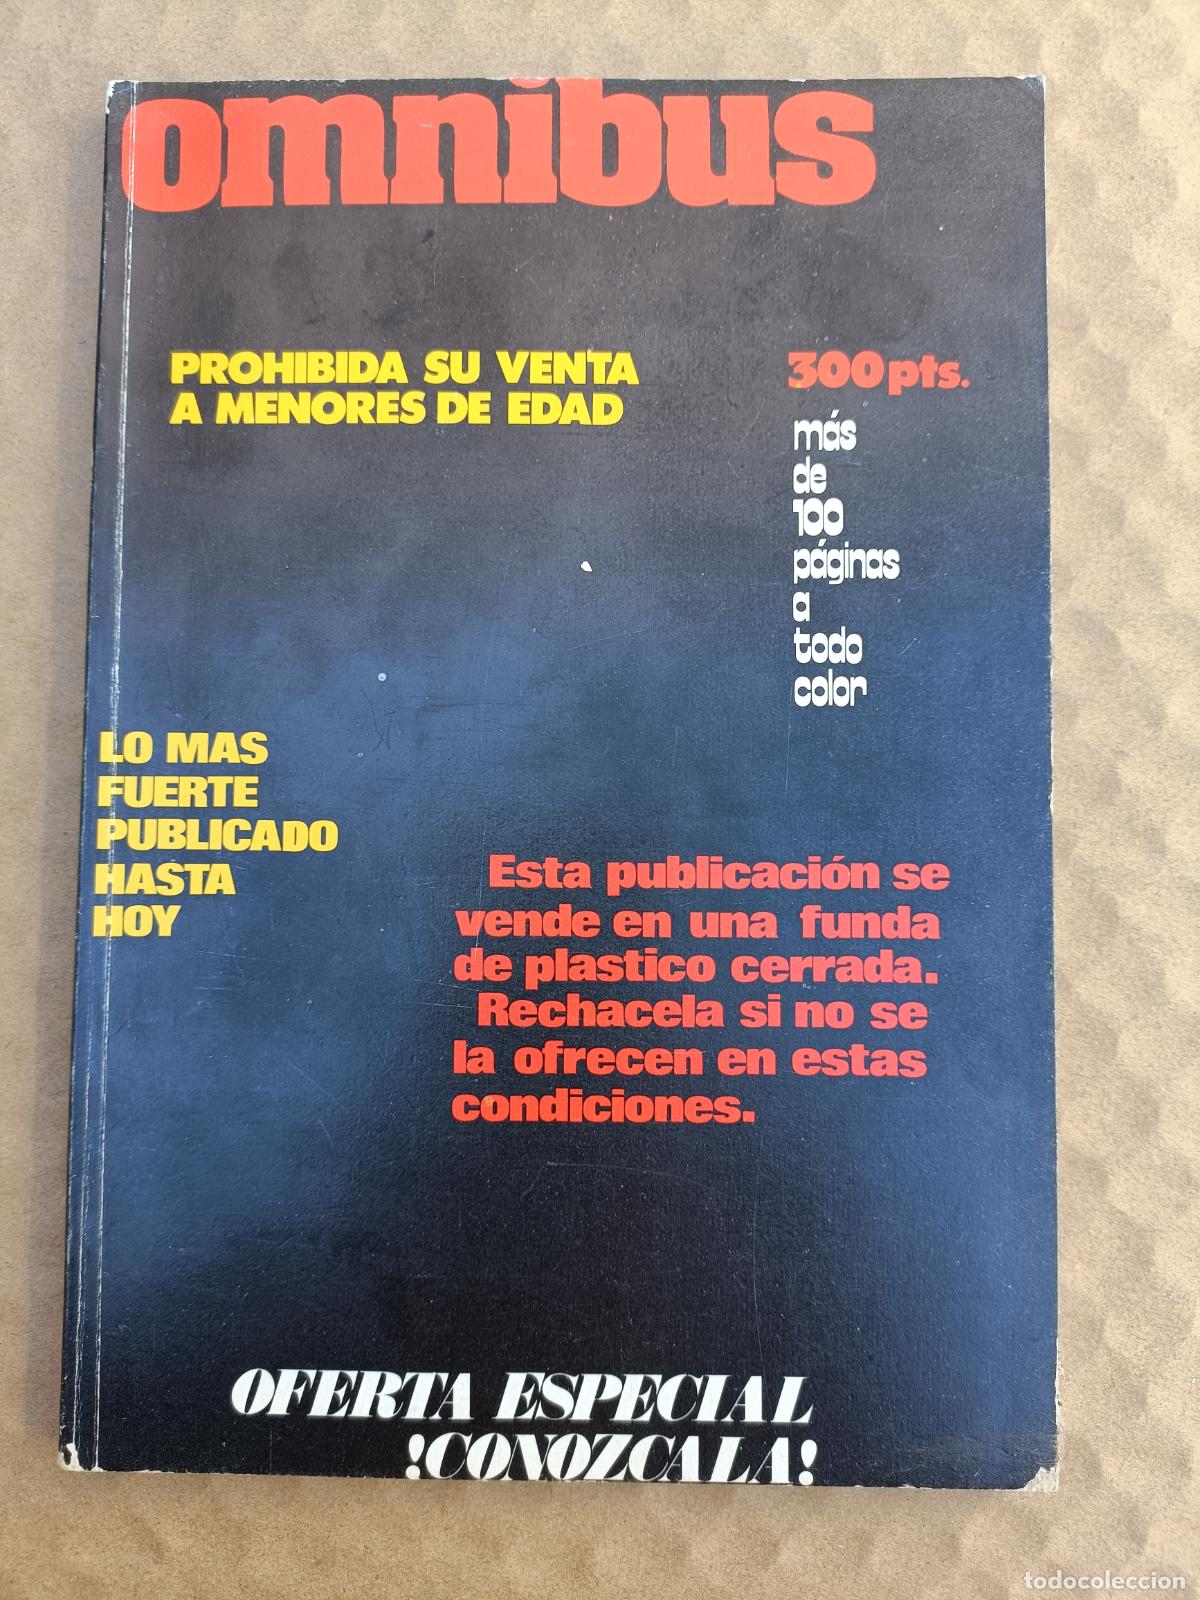 omnibus
PROHIBIDA SU VENTA
A MENORES DE EDAD
300 pts.
más
de
100
páginas
a
todo
color
LO MAS
FUERTE
PUBLICADO
HASTA
HOY
Esta publicación se
vende en una funda
de plastico cerrada.
Rechacela si no se
la ofrecen en estas
condiciones.
OFERTA ESPECIAL
!CONOZCALA!
todocoleccion